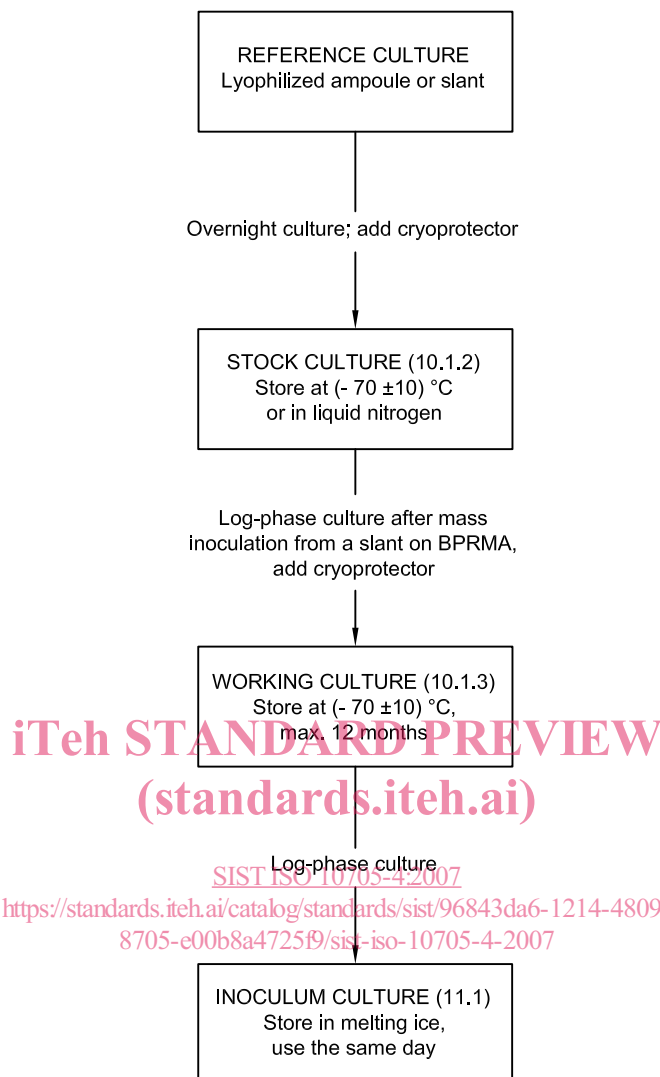 REFERENCE CULTURE
Lyophilized ampoule or slant
Overnight culture; add cryoprotector
STOCK CULTURE (10.1.2)
Store at (- 70 ±10) °C
or in liquid nitrogen
Log-phase culture after mass
inoculation from a slant on BPRMA,
add cryoprotector
WORKING CULTURE (10.1.3)
Store at (- 70 ±10) °C,
max. 12 months
iTeh STANDARD PREVIEW
(standards.iteh.ai)
Log-phase culture
SIST ISO 10705-4:2007
https://standards.iteh.ai/catalog/standards/sist/96843da6-1214-4809
8705-e00b8a4725f9/sist-iso-10705-4-2007
INOCULUM CULTURE (11.1)
Store in melting ice,
use the same day